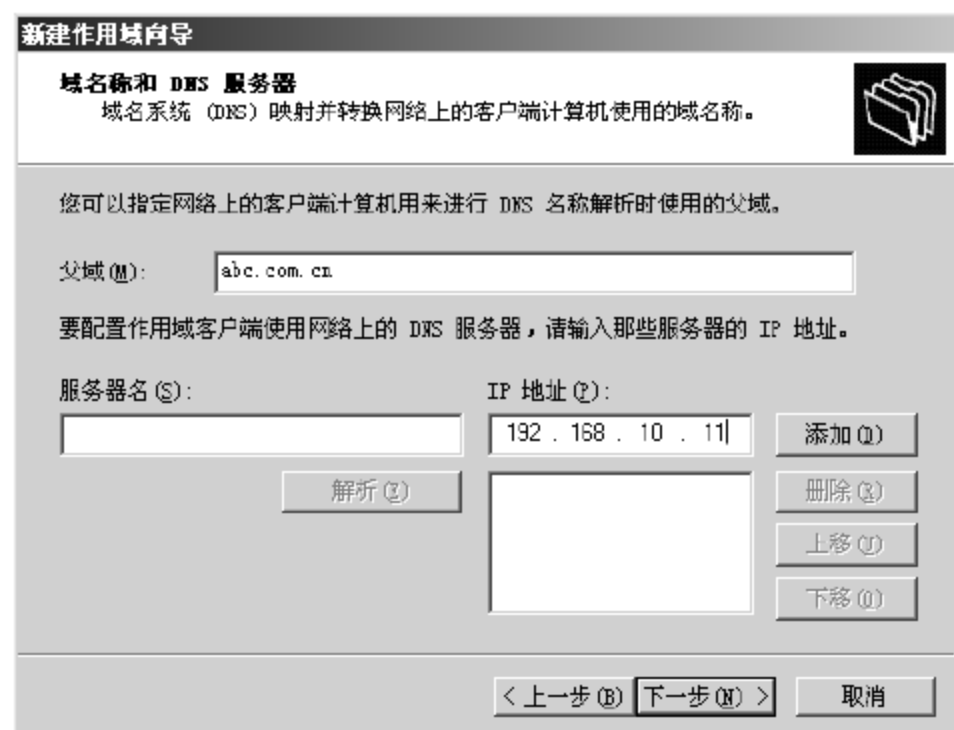 新建作用域向导
域名称和 DNS 服务器
域名系统 (DNS) 映射并转换网络上的客户端计算机使用的域名称。
您可以指定网络上的客户端计算机用来进行 DNS 名称解析时使用的父域。
父域(M): abc.com.cn
要配置作用域客户端使用网络上的 DNS 服务器,请输入那些服务器的 IP 地址。
服务器名(S): IP 地址(P):
192 . 168 . 10 . 11 添加(D)
解析(E) 删除(R)
上移(U)
下移(O)
< 上一步(B) 下一步(N) > 取消